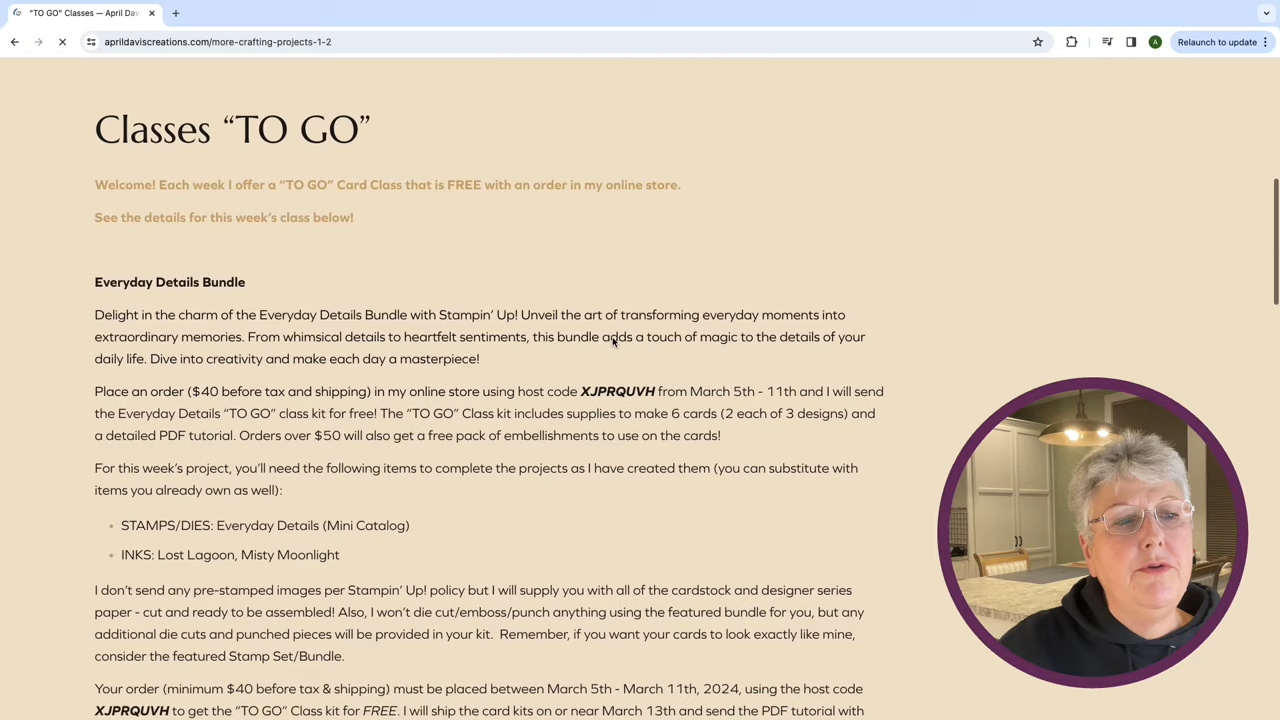 "TO GO" Classes — April Dav
aprildaviscreations.com/more-crafting-projects-1-2
A
Relaunch to update
Classes “TO GO”
Welcome! Each week I offer a “TO GO” Card Class that is FREE with an order in my online store.
See the details for this week’s class below!
Everyday Details Bundle
Delight in the charm of the Everyday Details Bundle with Stampin’ Up! Unveil the art of transforming everyday moments into
extraordinary memories. From whimsical details to heartfelt sentiments, this bundle adds a touch of magic to the details of your
daily life. Dive into creativity and make each day a masterpiece!
Place an order ($40 before tax and shipping) in my online store using host code XJPRQUVH from March 5th - 11th and I will send
the Everyday Details “TO GO” class kit for free! The “TO GO” Class kit includes supplies to make 6 cards (2 each of 3 designs) and
a detailed PDF tutorial. Orders over $50 will also get a free pack of embellishments to use on the cards!
For this week’s project, you’ll need the following items to complete the projects as I have created them (you can substitute with
items you already own as well):
• STAMPS/DIES: Everyday Details (Mini Catalog)
• INKS: Lost Lagoon, Misty Moonlight
I don’t send any pre-stamped images per Stampin’ Up! policy but I will supply you with all of the cardstock and designer series
paper - cut and ready to be assembled! Also, I won’t die cut/emboss/punch anything using the featured bundle for you, but any
additional die cuts and punched pieces will be provided in your kit. Remember, if you want your cards to look exactly like mine,
consider the featured Stamp Set/Bundle.
Your order (minimum $40 before tax & shipping) must be placed between March 5th - March 11th, 2024, using the host code
XJPRQUVH to get the “TO GO” Class kit for FREE. I will ship the card kits on or near March 13th and send the PDF tutorial with